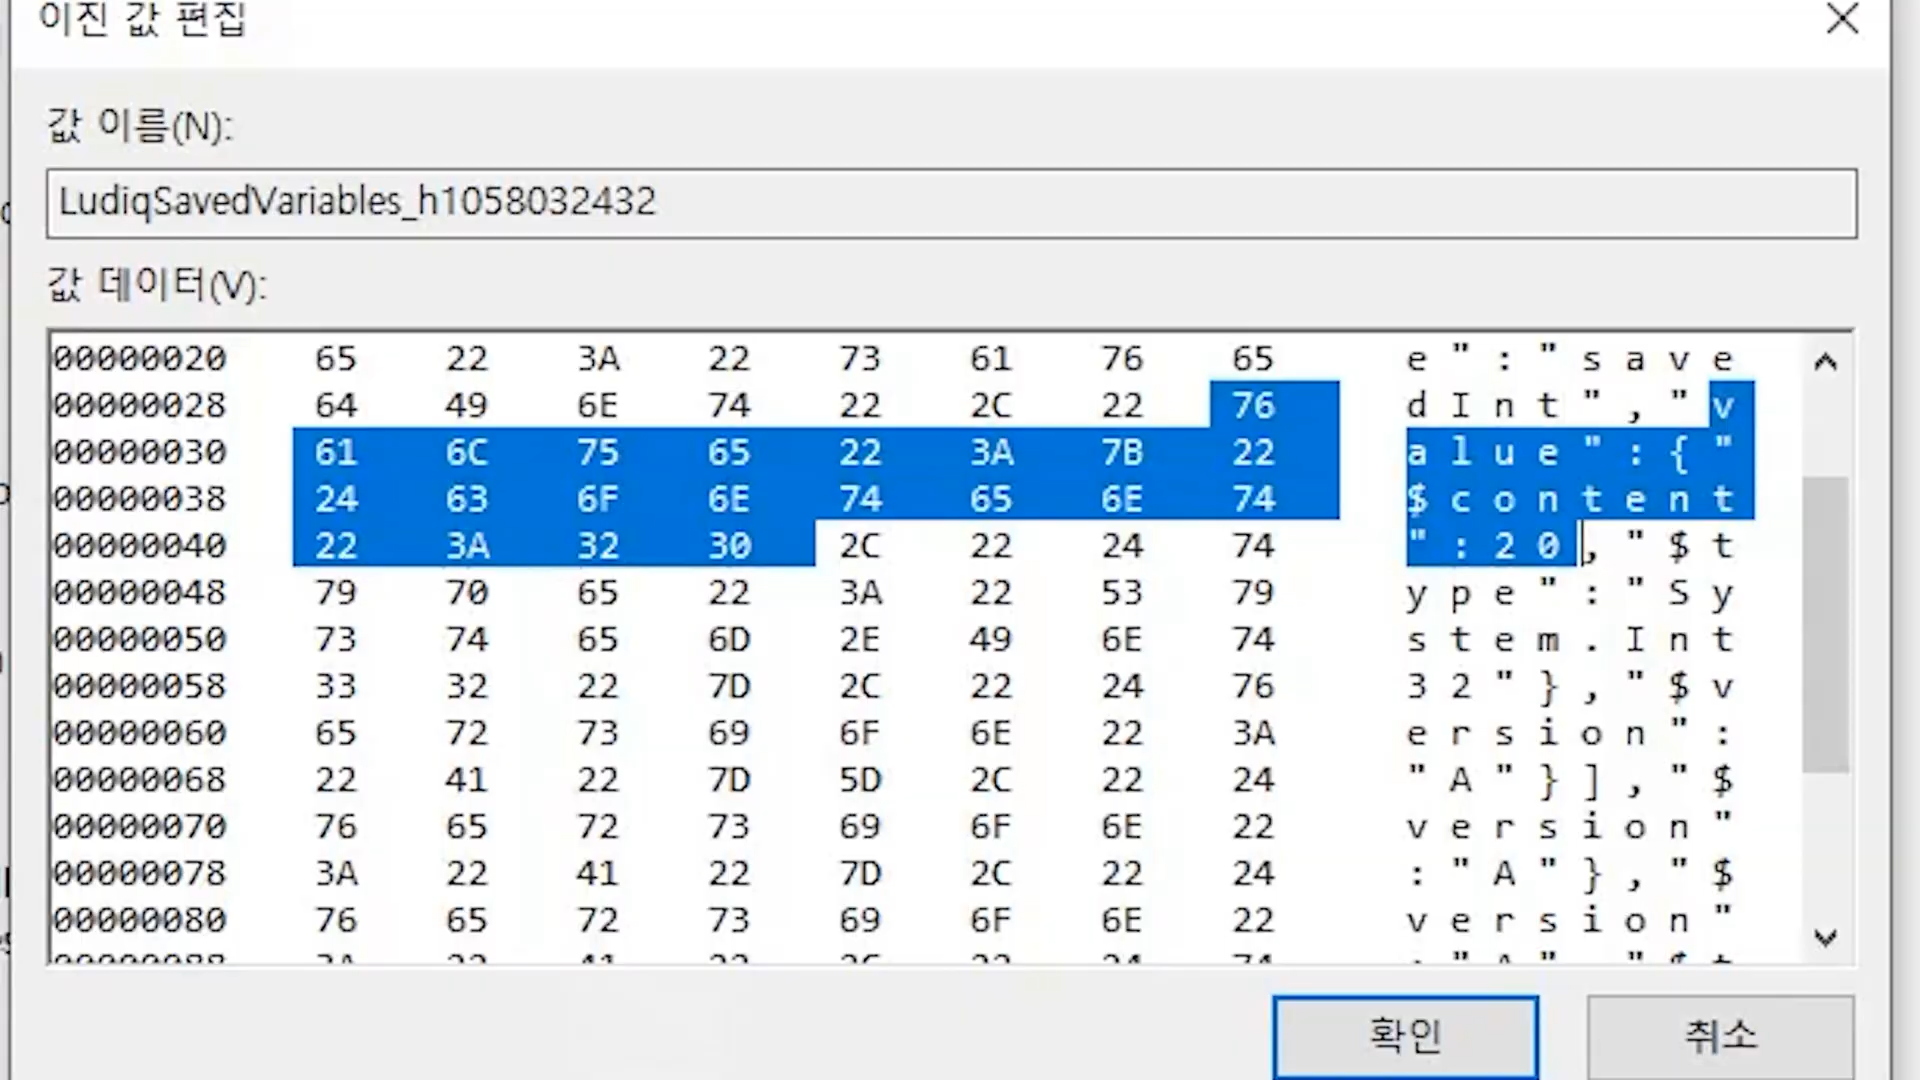 이진 값 편집
값 이름(N):
LudiqSavedVariables_h1058032432
값 데이터(V):
00000020 65 22 3A 22 73 61 76 65 e":"save
00000028 64 49 6E 74 22 2C 22 76 dInt","v
00000030 61 6C 75 65 22 3A 7B 22 alue":{"
00000038 24 63 6F 6E 74 65 6E 74 $content
00000040 22 3A 32 30 2C 22 24 74 ":20,"$t
00000048 79 70 65 22 3A 22 53 79 ype":"Sy
00000050 73 74 65 6D 2E 49 6E 74 stem.Int
00000058 33 32 22 7D 2C 22 24 76 32"},"$v
00000060 65 72 73 69 6F 6E 22 3A ersion":
00000068 22 41 22 7D 5D 2C 22 24 "A"}],"$
00000070 76 65 72 73 69 6F 6E 22 version"
00000078 3A 22 41 22 7D 2C 22 24 :"A"},"$
00000080 76 65 72 73 69 6F 6E 22 version"
확인 취소